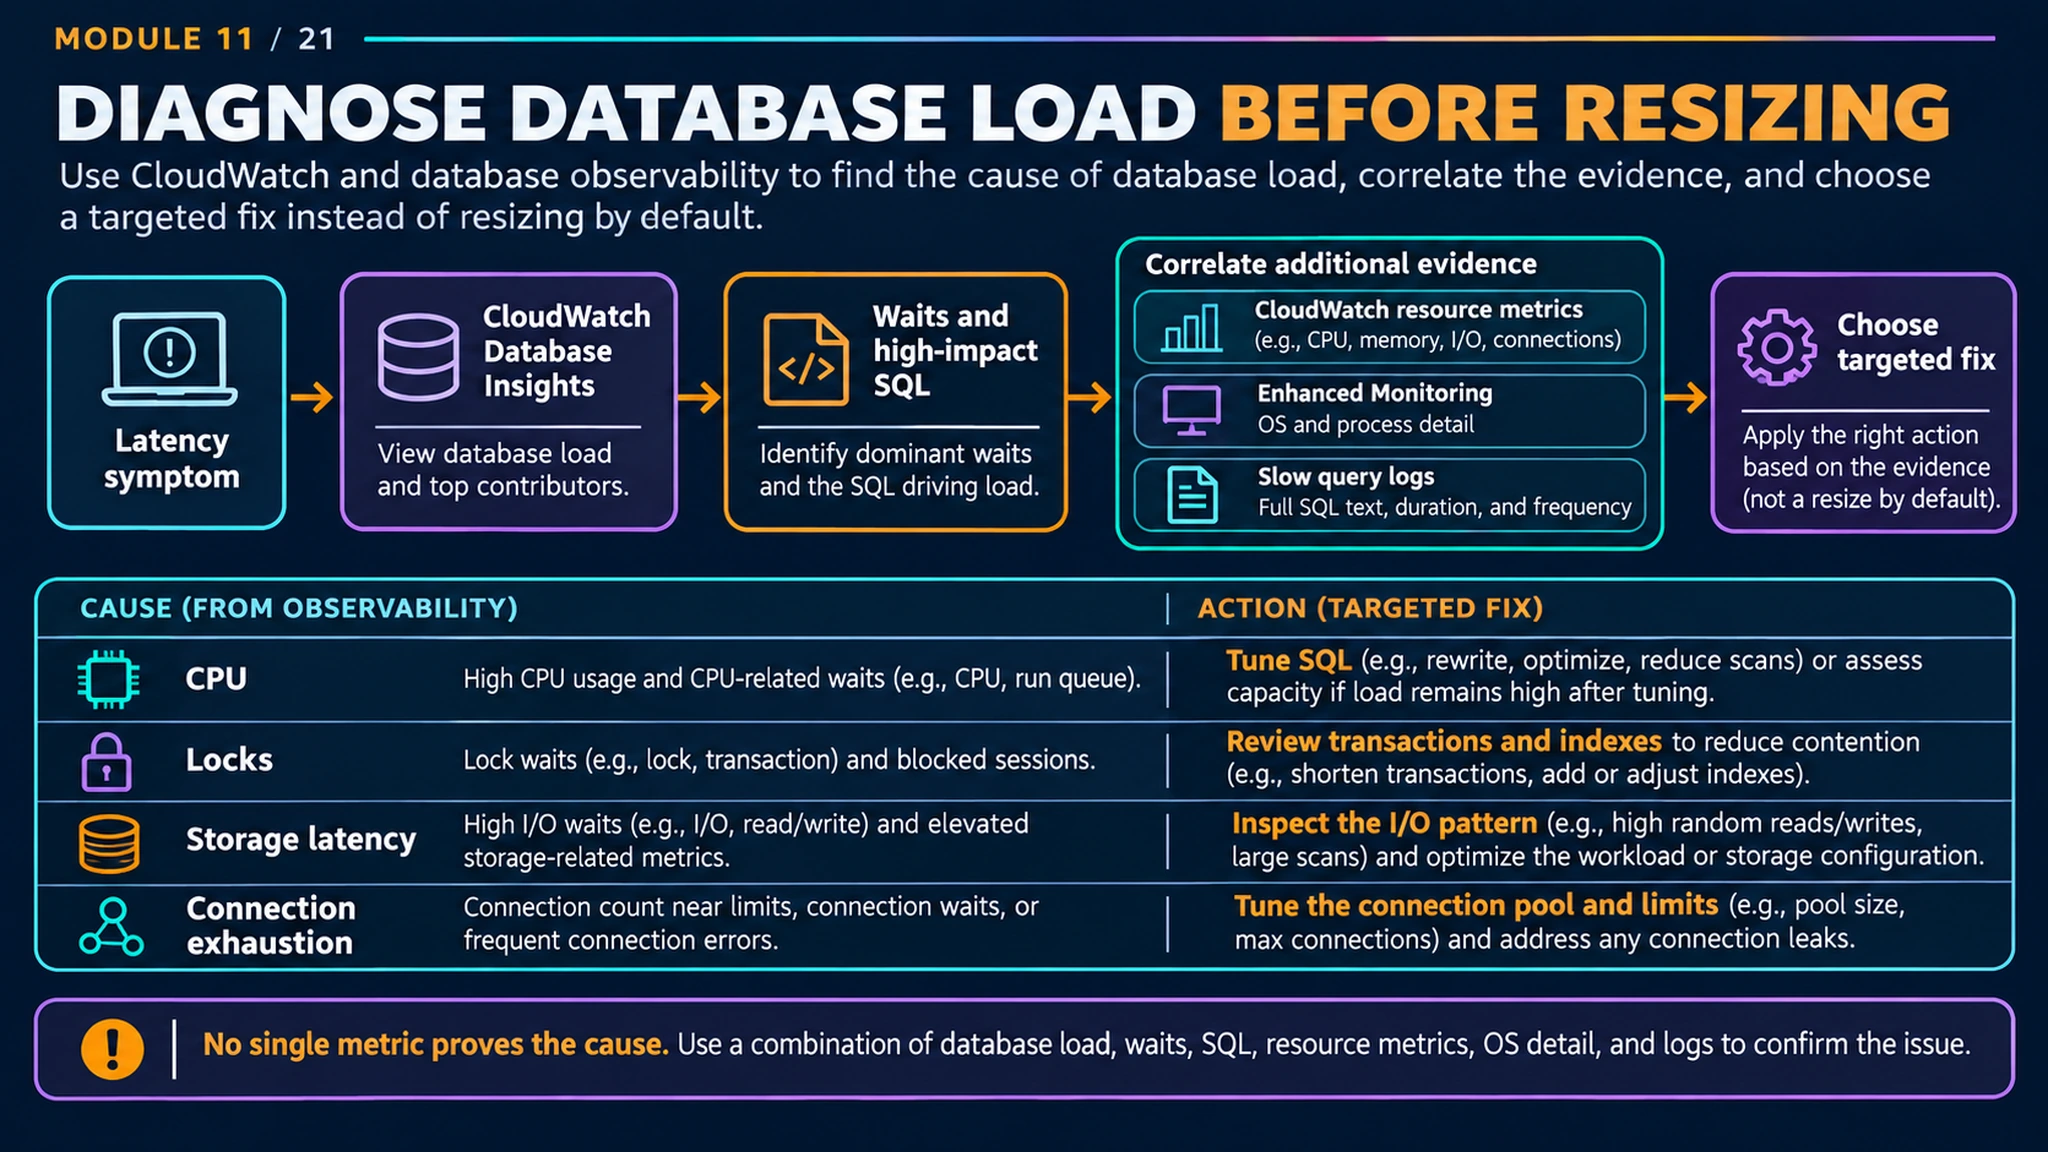 MODULE 11 / 21
DIAGNOSE DATABASE LOAD BEFORE RESIZING
Use CloudWatch and database observability to find the cause of database load, correlate the evidence, and choose
a targeted fix instead of resizing by default.
Latency
symptom
CloudWatch
Database
Insights
View database load
and top contributors.
Waits and
high-impact
SQL
</>
Identify dominant waits
and the SQL driving load.
Correlate additional evidence
CloudWatch resource metrics
(e.g., CPU, memory, I/O, connections)
Enhanced Monitoring
OS and process detail
Slow query logs
Full SQL text, duration, and frequency
Choose
targeted fix
Apply the right action
based on the evidence
(not a resize by default).
CAUSE (FROM OBSERVABILITY)
ACTION (TARGETED FIX)
CPU
High CPU usage and CPU-related waits (e.g., CPU, run queue).
Tune SQL (e.g., rewrite, optimize, reduce scans) or assess
capacity if load remains high after tuning.
Locks
Lock waits (e.g., lock, transaction) and blocked sessions.
Review transactions and indexes to reduce contention
(e.g., shorten transactions, add or adjust indexes).
Storage latency
High I/O waits (e.g., I/O, read/write) and elevated
storage-related metrics.
Inspect the I/O pattern (e.g., high random reads/writes,
large scans) and optimize the workload or storage configuration.
Connection
exhaustion
Connection count near limits, connection waits, or
frequent connection errors.
Tune the connection pool and limits (e.g., pool size,
max connections) and address any connection leaks.
No single metric proves the cause. Use a combination of database load, waits, SQL, resource metrics, OS detail, and logs to confirm the issue.